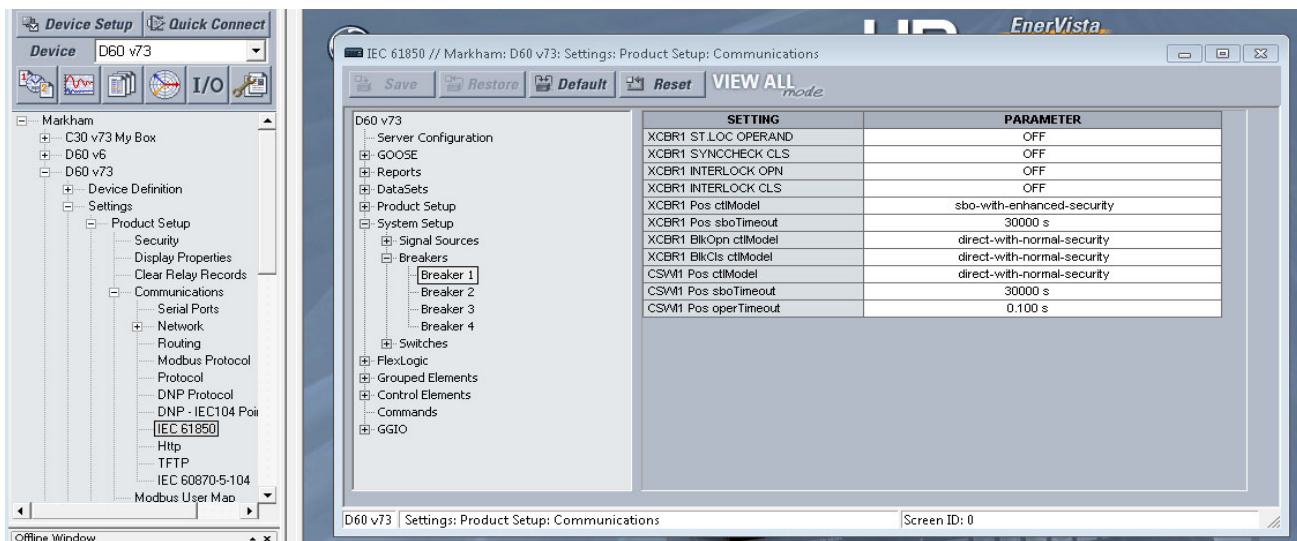 Device Setup Quick Connect
Device D60 v73
I/O
Markham
C30 v73 My Box
D60 v6
D60 v73
Device Definition
Settings
Product Setup
Security
Display Properties
Clear Relay Records
Communications
Serial Ports
Network
Routing
Modbus Protocol
Protocol
DNP Protocol
DNP - IEC104 Poi
IEC 61850
Http
TFTP
IEC 60870-5-104
Modbus User Map
Offline Window
EnerVista
IEC 61850 // Markham: D60 v73: Settings: Product Setup: Communications
Save Restore Default Reset VIEW ALL mode
D60 v73
Server Configuration
GOOSE
Reports
DataSets
Product Setup
System Setup
Signal Sources
Breakers
Breaker 1
Breaker 2
Breaker 3
Breaker 4
Switches
FlexLogic
Grouped Elements
Control Elements
Commands
GGIO
SETTING PARAMETER
XCBR1 ST.LOC OPERAND OFF
XCBR1 SYNCCHECK CLS OFF
XCBR1 INTERLOCK OPN OFF
XCBR1 INTERLOCK CLS OFF
XCBR1 Pos ctlModel sbo-with-enhanced-security
XCBR1 Pos sboTimeout 30000 s
XCBR1 BlkOpn ctlModel direct-with-normal-security
XCBR1 BlkCls ctlModel direct-with-normal-security
CSWI1 Pos ctlModel direct-with-normal-security
CSWI1 Pos sboTimeout 30000 s
CSWI1 Pos operTimeout 0.100 s
D60 v73 Settings: Product Setup: Communications Screen ID: 0